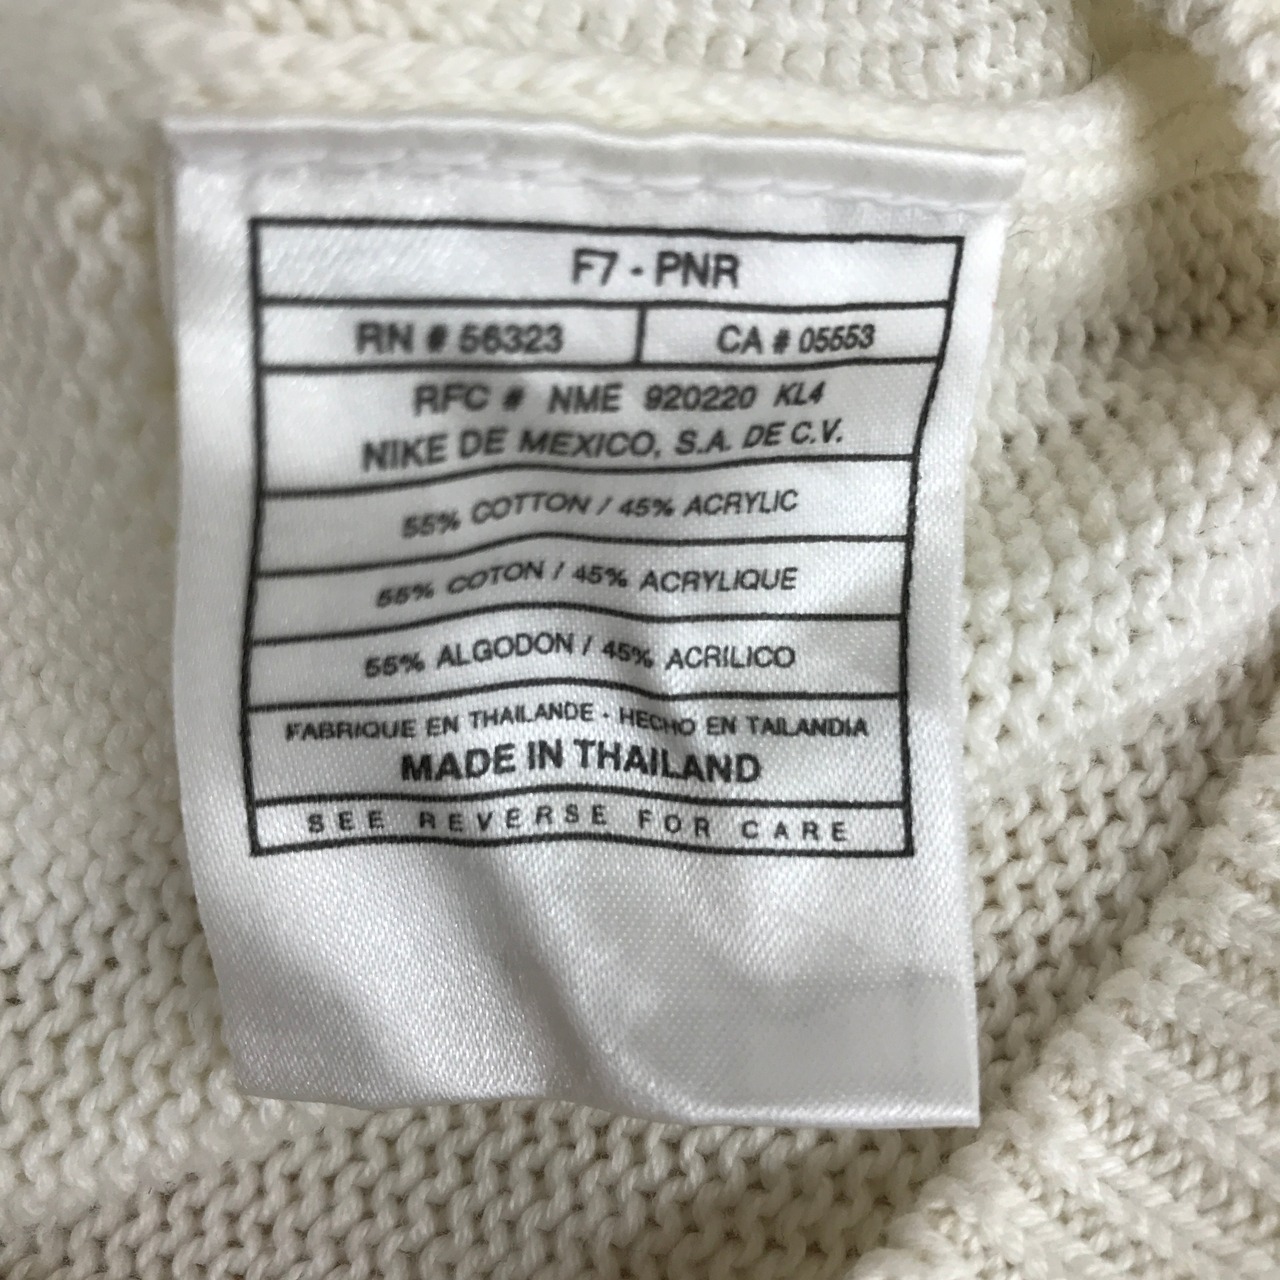 F7 - PNR
RN # 56323 CA # 05553
RFC # NME 920220 KL4
NIKE DE MEXICO, S.A. DE C.V.
55% COTTON / 45% ACRYLIC
55% COTON / 45% ACRYLIQUE
55% ALGODON / 45% ACRILICO
FABRIQUE EN THAILANDE - HECHO EN TAILANDIA
MADE IN THAILAND
SEE REVERSE FOR CARE